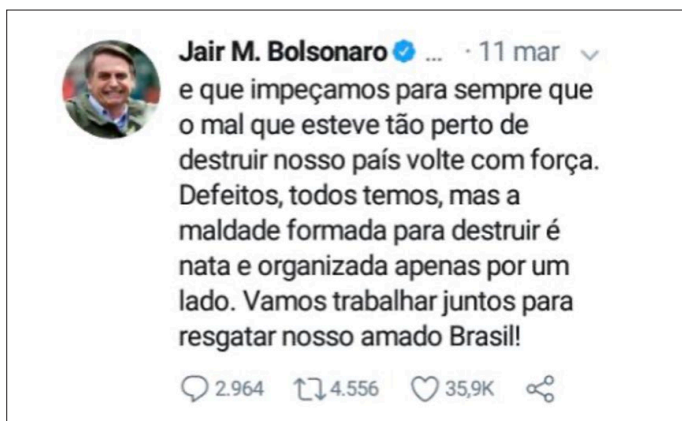 Jair M. Bolsonaro ... · 11 mar
e que impeçamos para sempre que
o mal que esteve tão perto de
destruir nosso país volte com força.
Defeitos, todos temos, mas a
maldade formada para destruir é
nata e organizada apenas por um
lado. Vamos trabalhar juntos para
resgatar nosso amado Brasil!
2.964 4.556 35,9K